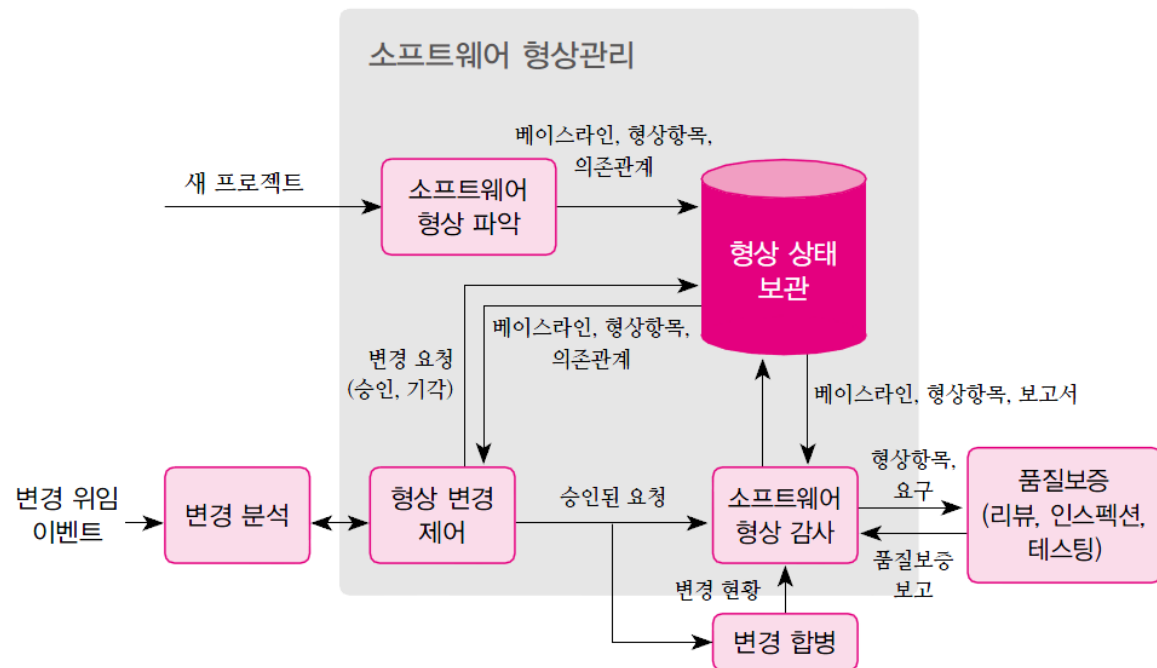 소프트웨어 형상관리
베이스라인, 형상항목,
의존관계
새 프로젝트
소프트웨어
형상 파악
형상 상태
보관
베이스라인, 형상항목,
의존관계
변경 요청
(승인, 기각)
베이스라인, 형상항목, 보고서
변경 위임
이벤트
변경 분석
형상 변경
제어
승인된 요청
소프트웨어
형상 감사
형상항목,
요구
품질보증
(리뷰, 인스펙션,
테스팅)
품질보증
보고
변경 현황
변경 합병